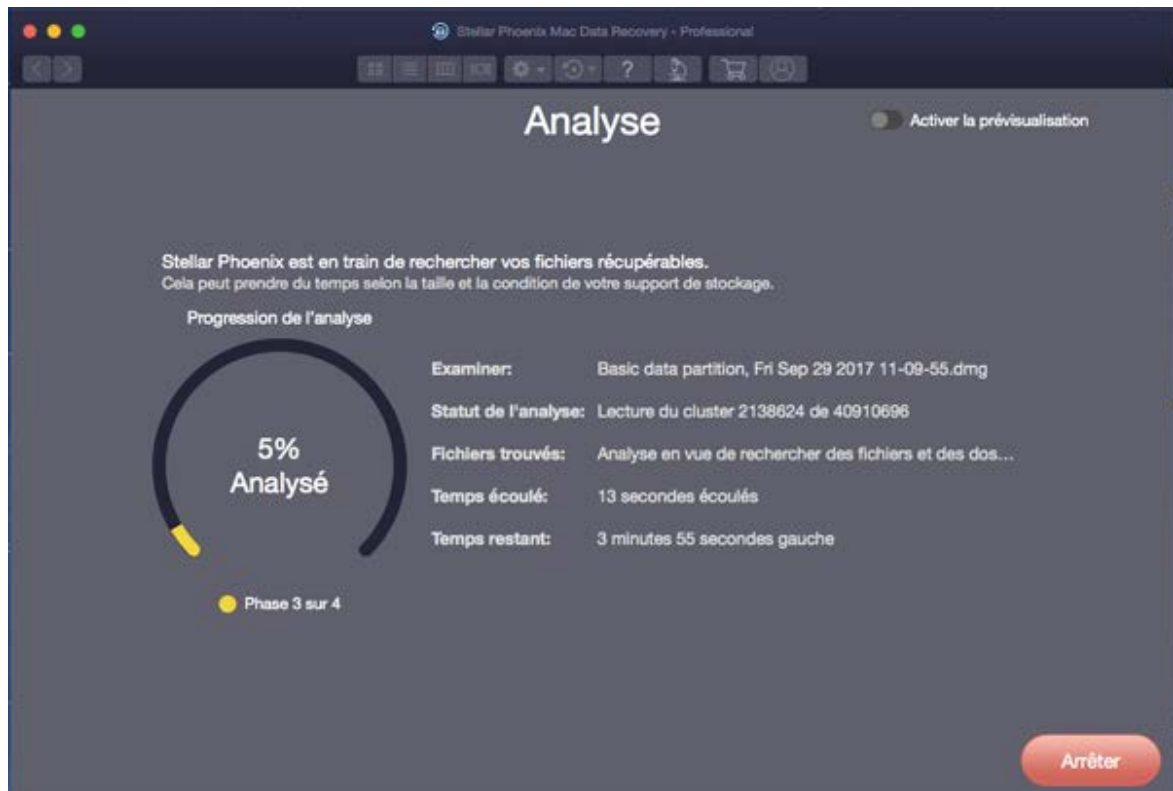 Stellar Phoenix Mac Data Recovery - Professional
?
Analyse
Activer la prévisualisation
Stellar Phoenix est en train de rechercher vos fichiers récupérables.
Cela peut prendre du temps selon la taille et la condition de votre support de stockage.
Progression de l'analyse
5%
Analysé
Phase 3 sur 4
Examiner: Basic data partition, Fri Sep 29 2017 11-09-55.dmg
Statut de l'analyse: Lecture du cluster 2138624 de 40910696
Fichiers trouvés: Analyse en vue de rechercher des fichiers et des dos...
Temps écoulé: 13 secondes écoulés
Temps restant: 3 minutes 55 secondes gauche
Arrêter